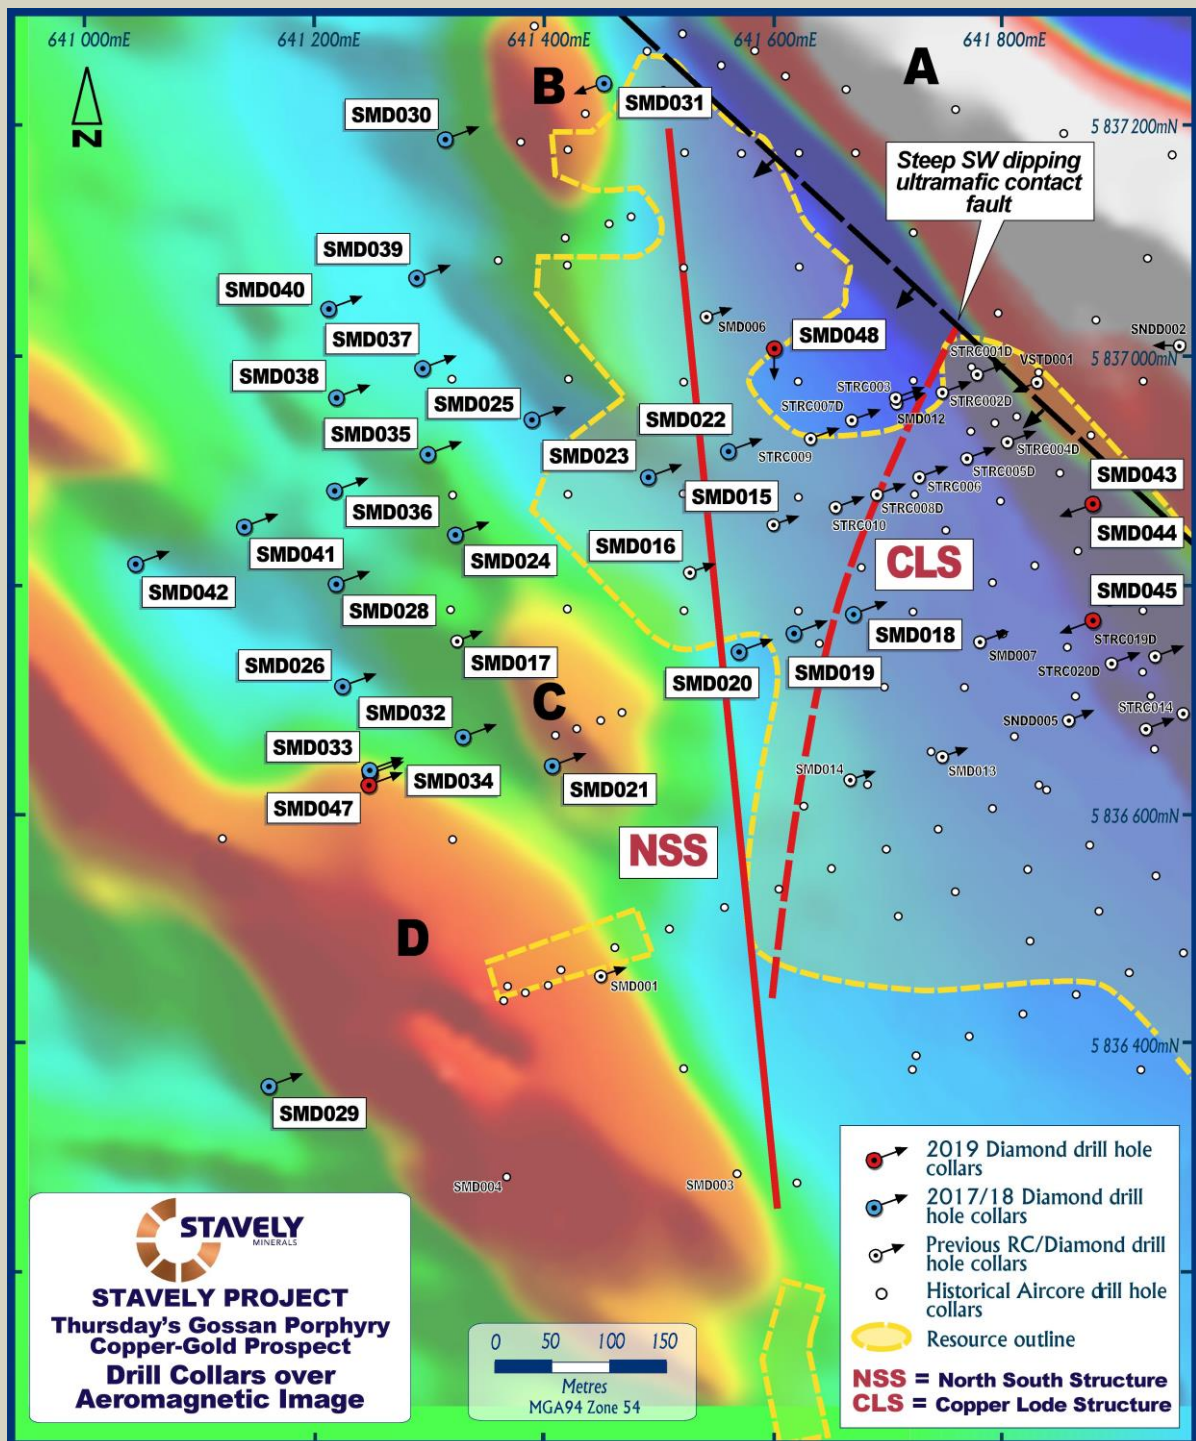 641 000mE
641 200mE
641 400mE
641 600mE
641 800mE
A
B
SMD031
SMD030
5 837 200mN
N
Steep SW dipping
ultramafic contact
fault
SMD039
SMD040
SMD006
SMD048
SNDD002
SMD037
STRC001D
VSTD001
5 837 000mN
SMD038
STRC003
STRC002D
SMD025
STRC007D
SMD012
SMD022
SMD035
STRC004D
SMD023
STRC009
STRC005D
SMD043
SMD015
STRC006
SMD036
STRC008D
STRC010
SMD044
SMD016
SMD041
SMD024
CLS
SMD042
SMD045
SMD028
SMD018
STRC019D
SMD017
SMD007
SMD026
SMD019
STRC020D
SMD020
C
SMD032
SNDD005
STRC014
SMD033
SMD034
SMD014
SMD013
SMD021
SMD047
5 836 600mN
NSS
D
SMD001
5 836 400mN
SMD029
SMD004
SMD003
STAVELY
MINERALS
STAVELY PROJECT
Thursday's Gossan Porphyry
Copper-Gold Prospect
Drill Collars over
Aeromagnetic Image
0 50 100 150
Metres
MGA94 Zone 54
2019 Diamond drill hole
collars
2017/18 Diamond drill
hole collars
Previous RC/Diamond drill
hole collars
Historical Aircore drill hole
collars
Resource outline
NSS = North South Structure
CLS = Copper Lode Structure